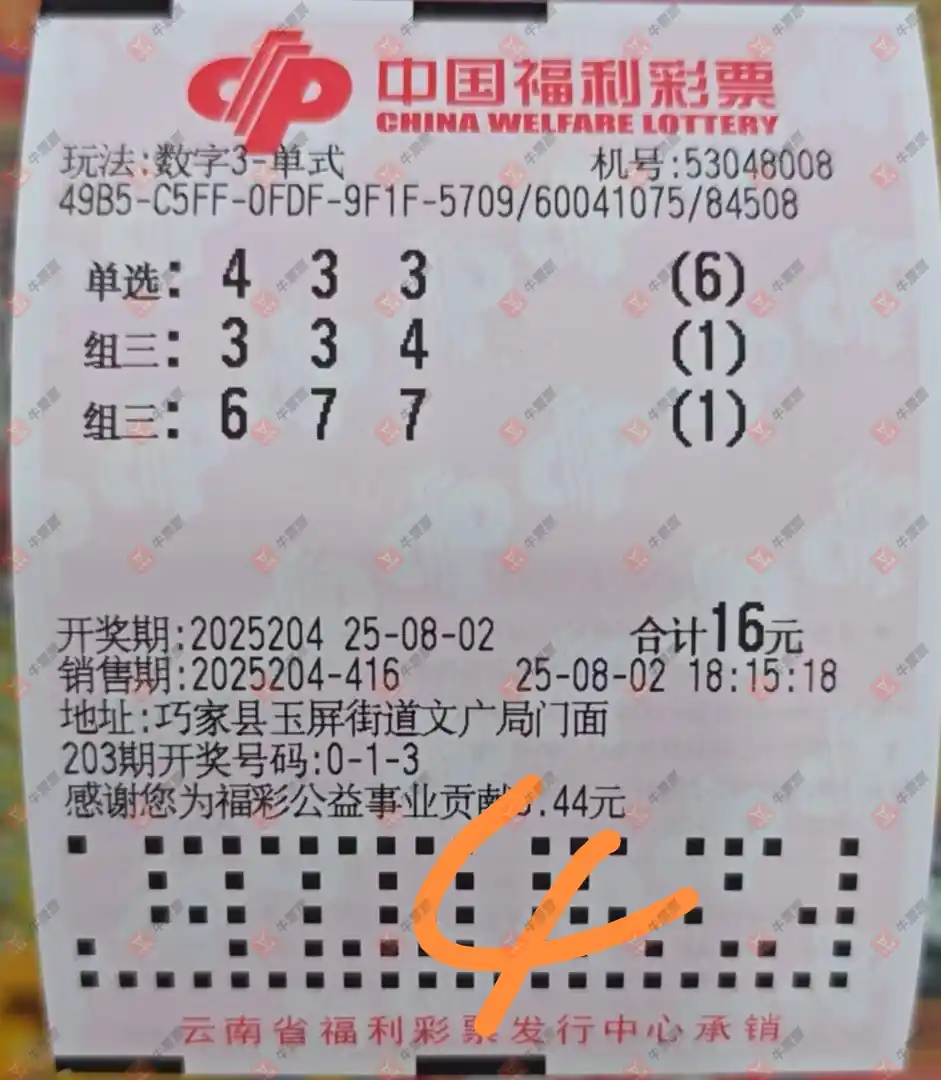 中国福利彩票
CHINA WELFARE LOTTERY
玩法:数字3-单式 机号:53048008
49B5-C5FF-0FDF-9F1F-5709/60041075/84508
单选: 4 3 3 (6)
组三: 3 3 4 (1)
组三: 6 7 7 (1)
开奖期:2025204 25-08-02 合计16元
销售期:2025204-416 25-08-02 18:15:18
地址:巧家县玉屏街道文广局门面
203期开奖号码:0-1-3
感谢您为福彩公益事业贡献.44元
4
云南省福利彩票发行中心承销